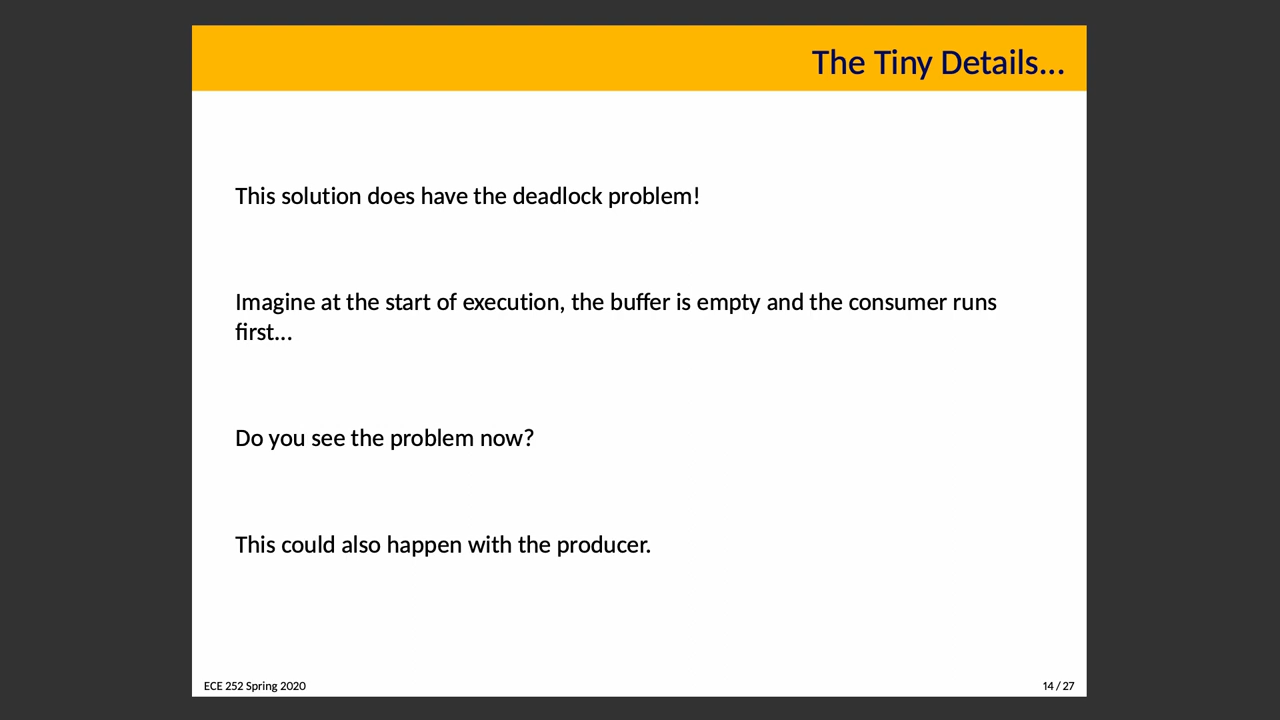 The Tiny Details...
This solution does have the deadlock problem!
Imagine at the start of execution, the buffer is empty and the consumer runs
first...
Do you see the problem now?
This could also happen with the producer.
ECE 252 Spring 2020
14 / 27